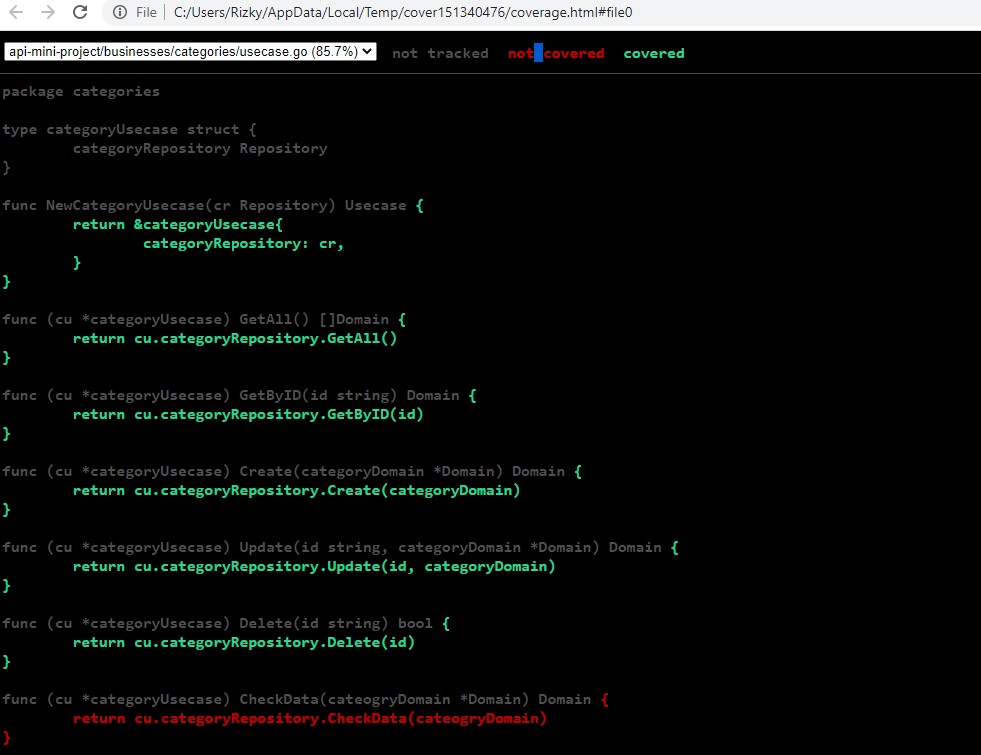 File C:/Users/Rizky/AppData/Local/Temp/cover151340476/coverage.html#file0
api-mini-project/businesses/categories/usecase.go (85.7%) not tracked not covered covered
package categories
type categoryUsecase struct {
categoryRepository Repository
}
func NewCategoryUsecase(cr Repository) Usecase {
return &categoryUsecase{
categoryRepository: cr,
}
}
func (cu *categoryUsecase) GetAll() []Domain {
return cu.categoryRepository.GetAll()
}
func (cu *categoryUsecase) GetByID(id string) Domain {
return cu.categoryRepository.GetByID(id)
}
func (cu *categoryUsecase) Create(categoryDomain *Domain) Domain {
return cu.categoryRepository.Create(categoryDomain)
}
func (cu *categoryUsecase) Update(id string, categoryDomain *Domain) Domain {
return cu.categoryRepository.Update(id, categoryDomain)
}
func (cu *categoryUsecase) Delete(id string) bool {
return cu.categoryRepository.Delete(id)
}
func (cu *categoryUsecase) CheckData(cateogryDomain *Domain) Domain {
return cu.categoryRepository.CheckData(cateogryDomain)
}